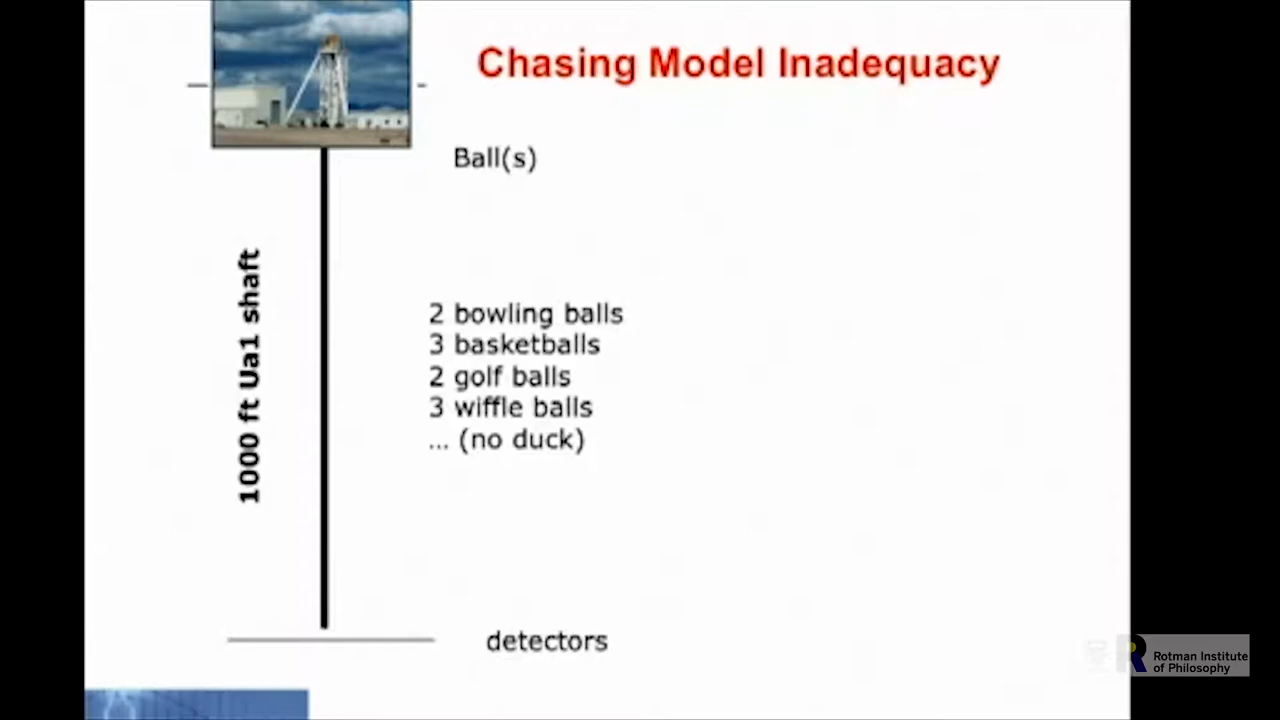 Chasing Model Inadequacy
Ball(s)
1000 ft Ua1 shaft
2 bowling balls
3 basketballs
2 golf balls
3 wiffle balls
... (no duck)
detectors
Rotman Institute
of Philosophy